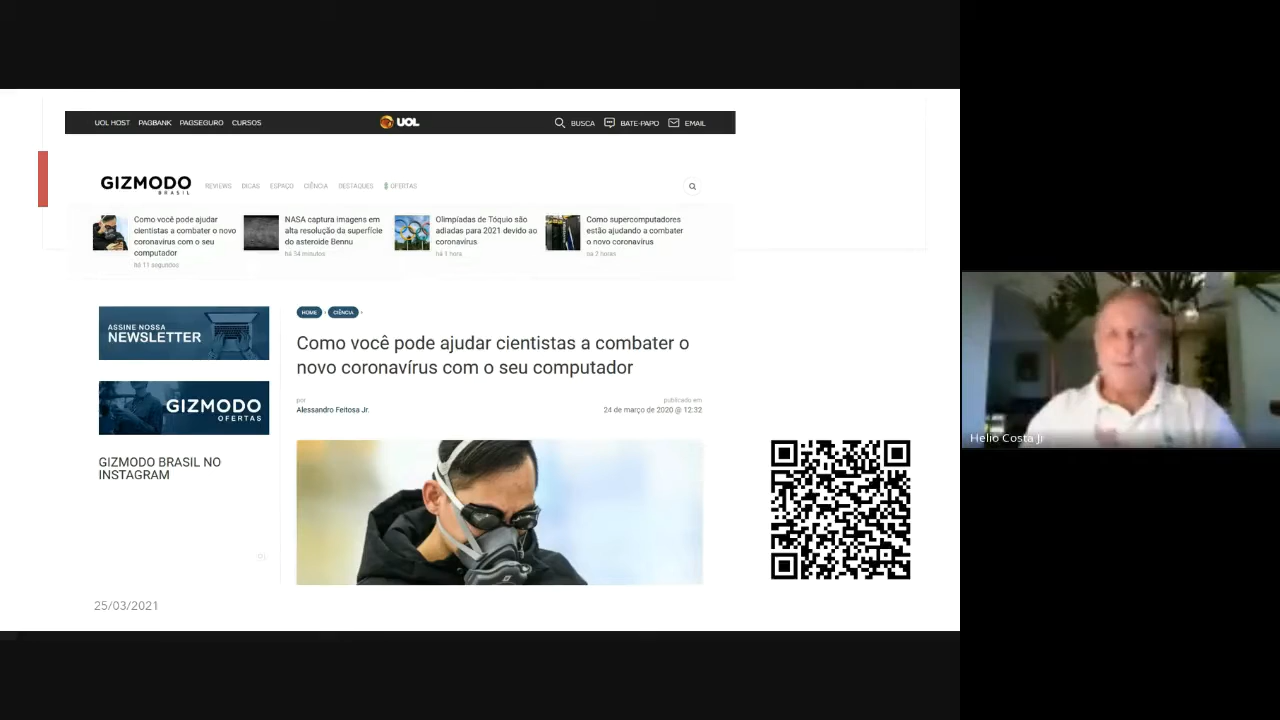 UOL HOST PAGBANK PAGSEGURO CURSOS UOL BUSCA BATE-PAPO EMAIL
GIZMODO
BRASIL
REVIEWS DICAS ESPAÇO CIÊNCIA DESTAQUES $ OFERTAS
Como você pode ajudar
cientistas a combater o novo
coronavírus com o seu
computador
há 11 segundos
NASA captura imagens em
alta resolução da superfície
do asteroide Bennu
há 34 minutos
Olimpíadas de Tóquio são
adiadas para 2021 devido ao
coronavírus
há 1 hora
Como supercomputadores
estão ajudando a combater
o novo coronavírus
há 2 horas
ASSINE NOSSA
NEWSLETTER
GIZMODO
OFERTAS
GIZMODO BRASIL NO
INSTAGRAM
HOME › CIÊNCIA ›
Como você pode ajudar cientistas a combater o
novo coronavírus com o seu computador
por
Alessandro Feitosa Jr.
publicado em
24 de março de 2020 @ 12:32
25/03/2021
Helio Costa Jr